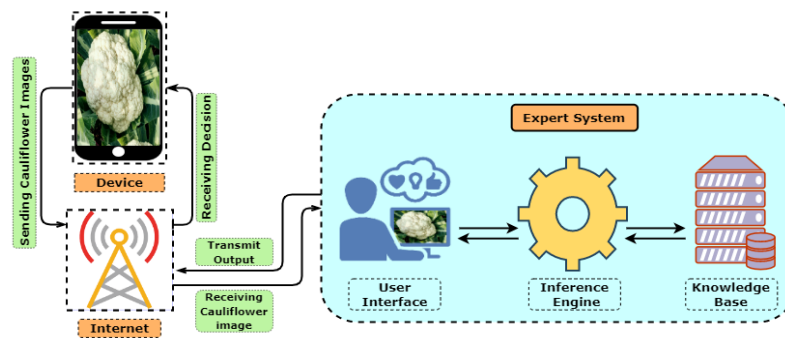 Sending Cauliflower Images
Device
Receiving Decision
Internet
Transmit
Output
Receiving
Cauliflower
image
Expert System
User
Interface
Inference
Engine
Knowledge
Base